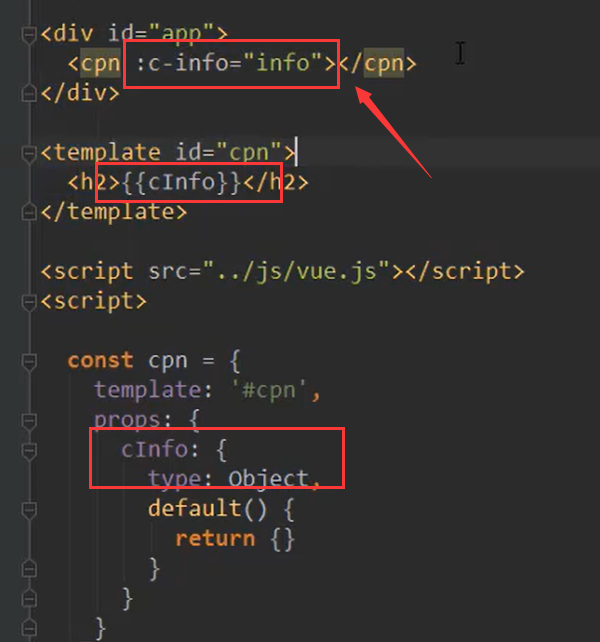 <div id="app">
<cpn :c-info="info"></cpn>
</div>
<template id="cpn">
<h2>{{cInfo}}</h2>
</template>
<script src="../js/vue.js"></script>
<script>
const cpn = {
template: '#cpn',
props: {
cInfo: {
type: Object,
default() {
return {}
}
}
}